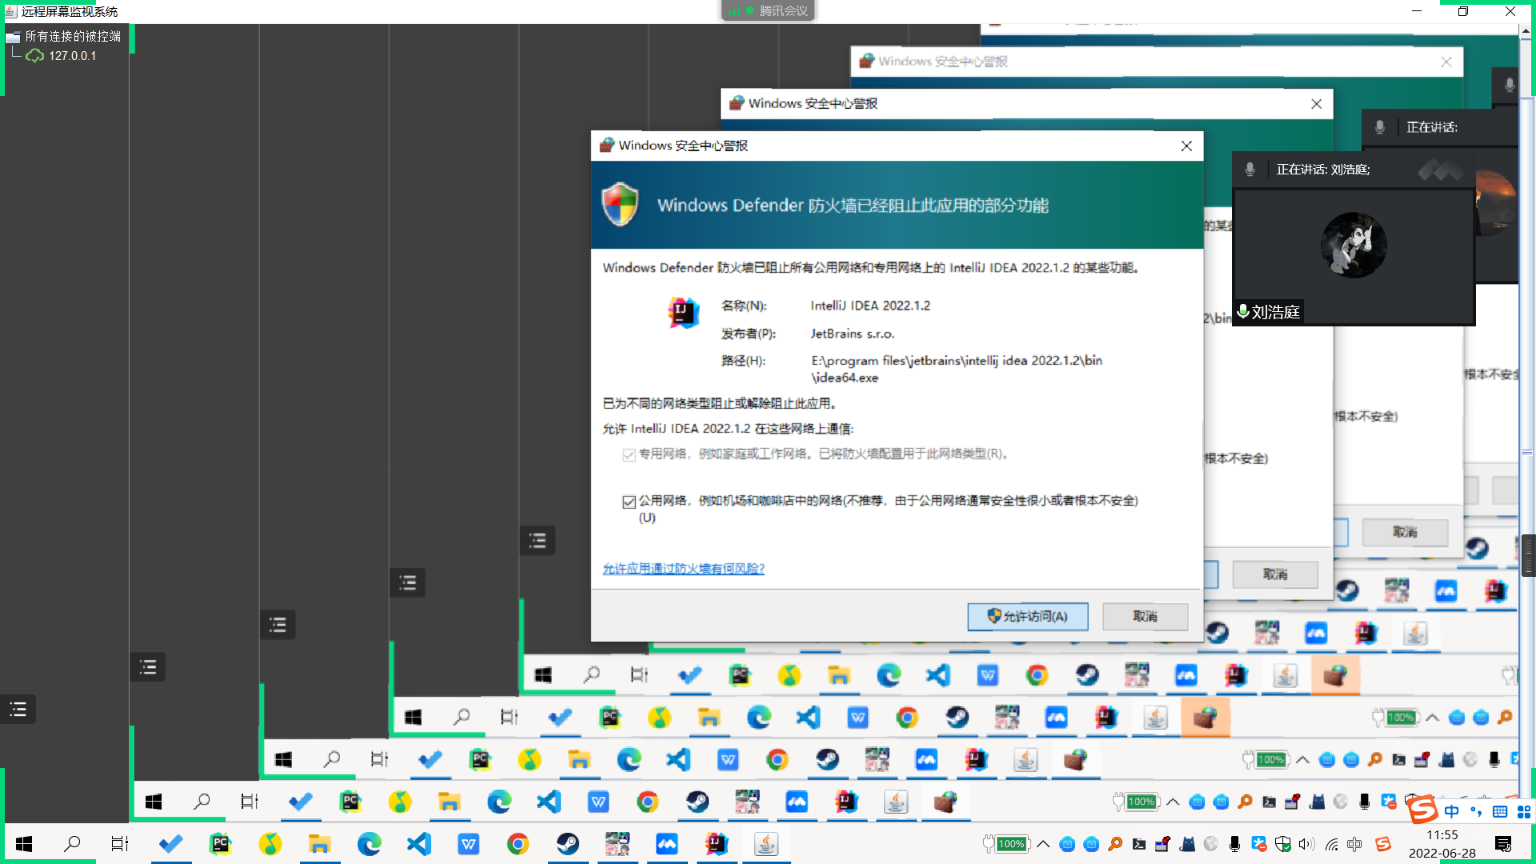 远程屏幕监视系统
腾讯会议
所有连接的被控端
127.0.0.1
Windows 安全中心警报
Windows 安全中心警报
Windows 安全中心警报
Windows Defender 防火墙已经阻止此应用的部分功能
Windows Defender 防火墙已阻止所有公用网络和专用网络上的 IntelliJ IDEA 2022.1.2 的某些功能。
名称(N): IntelliJ IDEA 2022.1.2
发布者(P): JetBrains s.r.o.
路径(H): E:\program files\jetbrains\intellij idea 2022.1.2\bin
\idea64.exe
已为不同的网络类型阻止或解除阻止此应用。
允许 IntelliJ IDEA 2022.1.2 在这些网络上通信:
专用网络，例如家庭或工作网络。已将防火墙配置用于此网络类型(R)。
公用网络，例如机场和咖啡店中的网络(不推荐，由于公用网络通常安全性很小或者根本不安全)
(U)
允许应用通过防火墙有何风险?
允许访问(A)
取消
正在讲话:
正在讲话: 刘浩庭;
刘浩庭
的某些
2\bin
根本不安全
根本不安全)
根本不安全)
取消
取消
100%
100%
100%
100%
中
11:55
2022-06-28